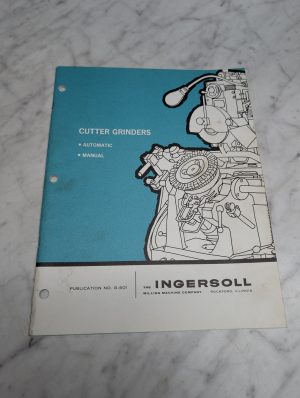 CUTTER GRINDERS
• AUTOMATIC
• MANUAL
PUBLICATION NO. G-801
THE INGERSOLL
MILLING MACHINE COMPANY ROCKFORD, ILLINOIS